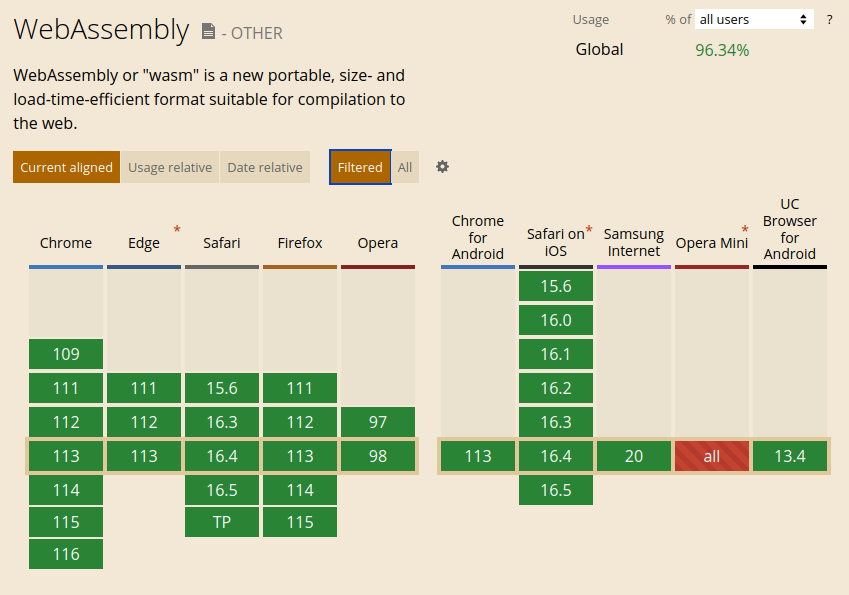 WebAssembly - OTHER
Usage % of all users ?
Global 96.34%
WebAssembly or "wasm" is a new portable, size- and
load-time-efficient format suitable for compilation to
the web.
Current aligned Usage relative Date relative Filtered All
Chrome Edge * Safari Firefox Opera
Chrome for Android
Safari on iOS *
Samsung Internet
Opera Mini *
UC Browser for Android
15.6
16.0
109 16.1
111 111 15.6 111 16.2
112 112 16.3 112 97 16.3
113 113 16.4 113 98 113 16.4 20 all 13.4
114 16.5 114 16.5
115 TP 115
116